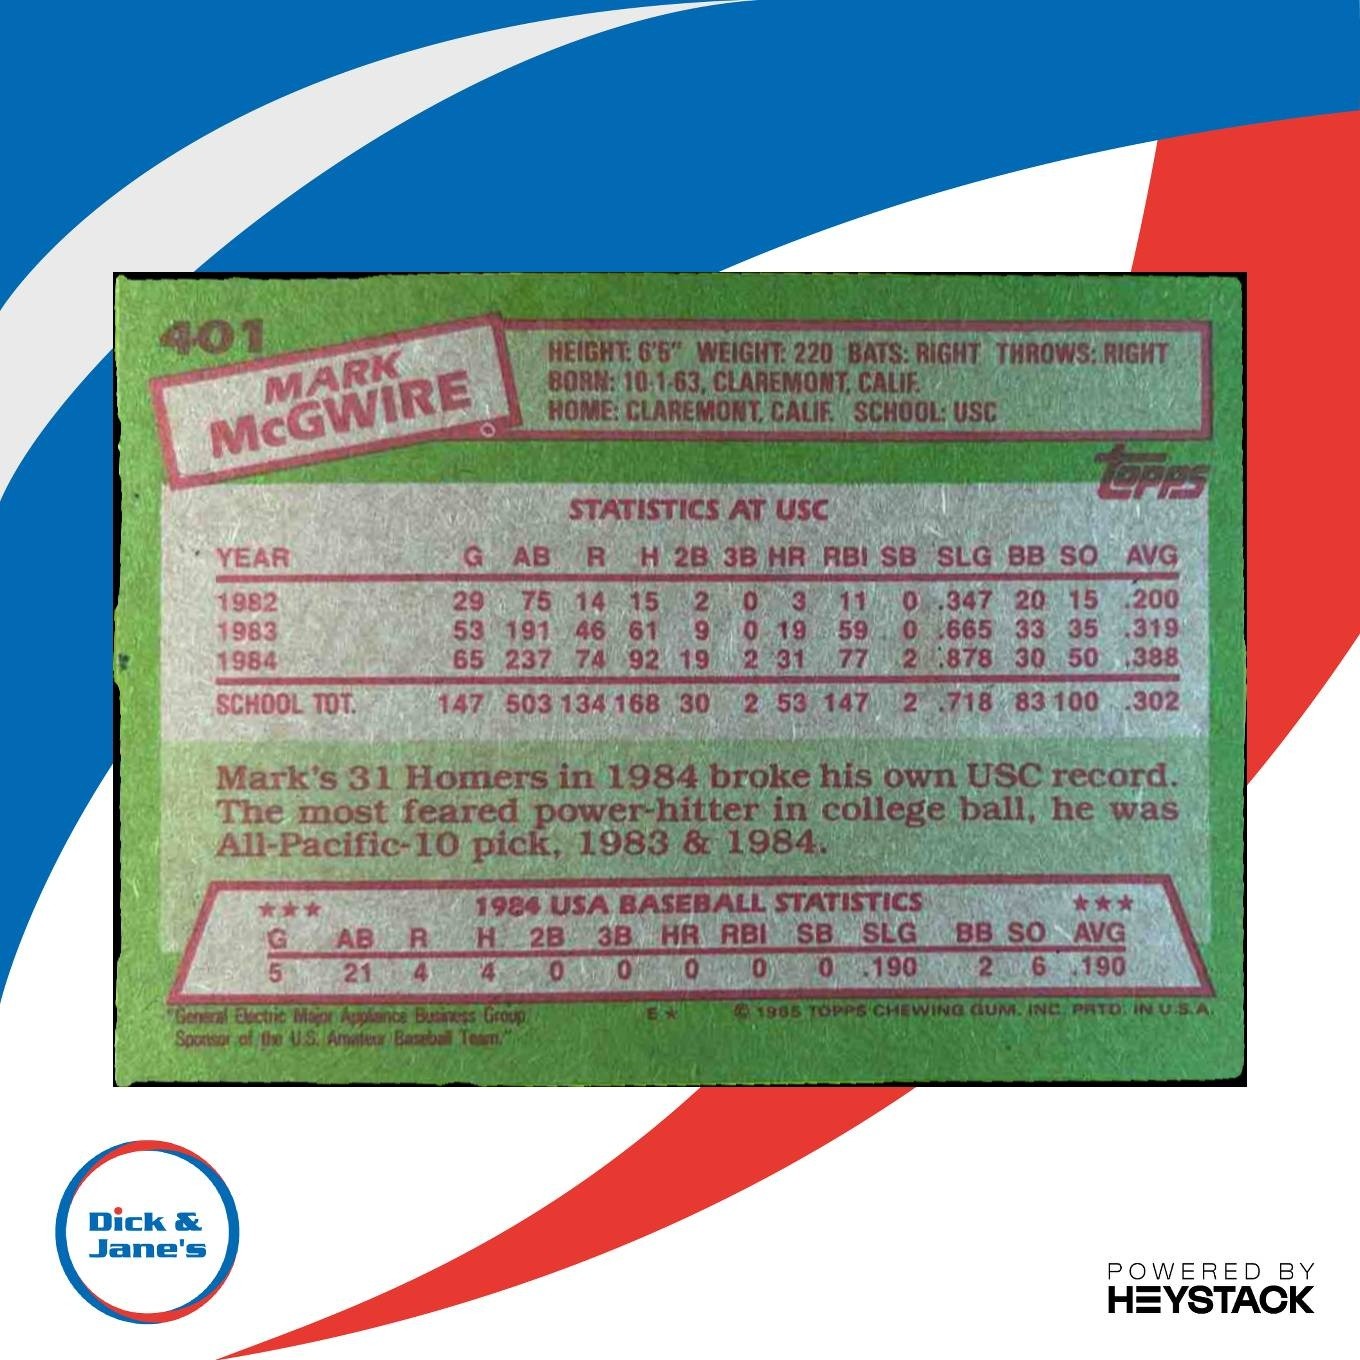 401
MARK
McGWIRE
HEIGHT: 6'5" WEIGHT: 220 BATS: RIGHT THROWS: RIGHT
BORN: 10-1-63, CLAREMONT, CALIF.
HOME: CLAREMONT, CALIF. SCHOOL: USC
topps
STATISTICS AT USC
YEAR G AB R H 2B 3B HR RBI SB SLG BB SO AVG
1982 29 75 14 15 2 0 3 11 0 .347 20 15 .200
1983 53 191 46 61 9 0 19 59 0 .665 33 35 .319
1984 65 237 74 92 19 2 31 77 2 .878 30 50 .388
SCHOOL TOT. 147 503 134 168 30 2 53 147 2 .718 83 100 .302
Mark's 31 Homers in 1984 broke his own USC record.
The most feared power-hitter in college ball, he was
All-Pacific-10 pick, 1983 & 1984.
★★★ 1984 USA BASEBALL STATISTICS ★★★
G AB R H 2B 3B HR RBI SB SLG BB SO AVG
5 21 4 4 0 0 0 0 0 .190 2 6 .190
"General Electric Major Appliance Business Group
Sponsor of the U.S. Amateur Baseball Team."
E★ © 1985 TOPPS CHEWING GUM, INC. PRTD. IN U.S.A.
Dick &
Jane's
POWERED BY
HEYSTACK